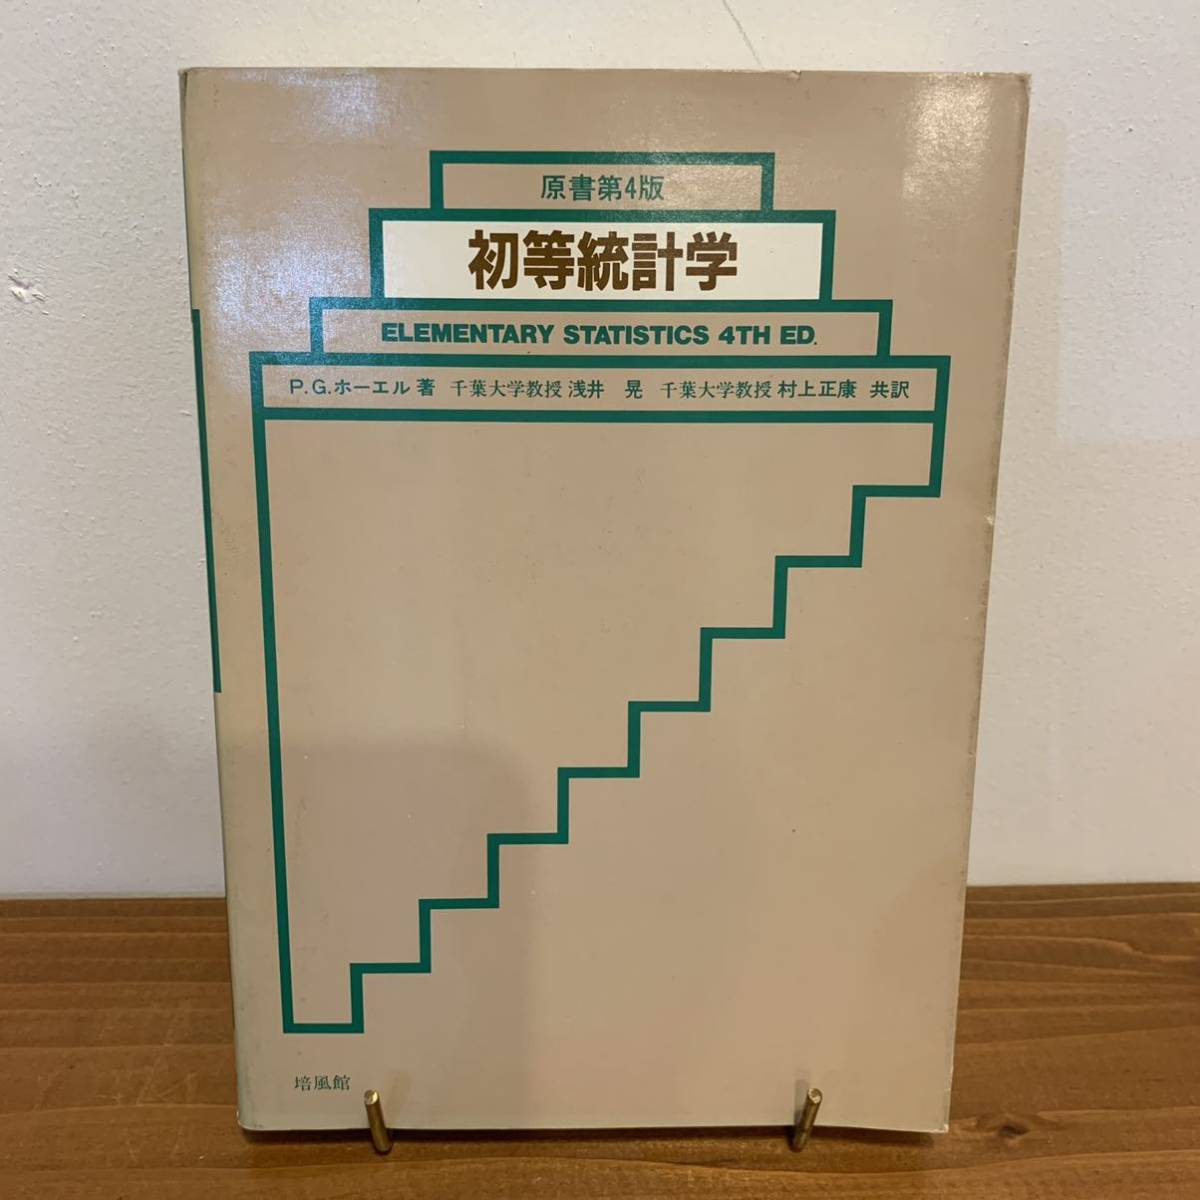 原書第4版
初等統計学
ELEMENTARY STATISTICS 4TH ED.
P.G.ホーエル 著 千葉大学教授 浅井 晃 千葉大学教授 村上正康 共訳
培風館